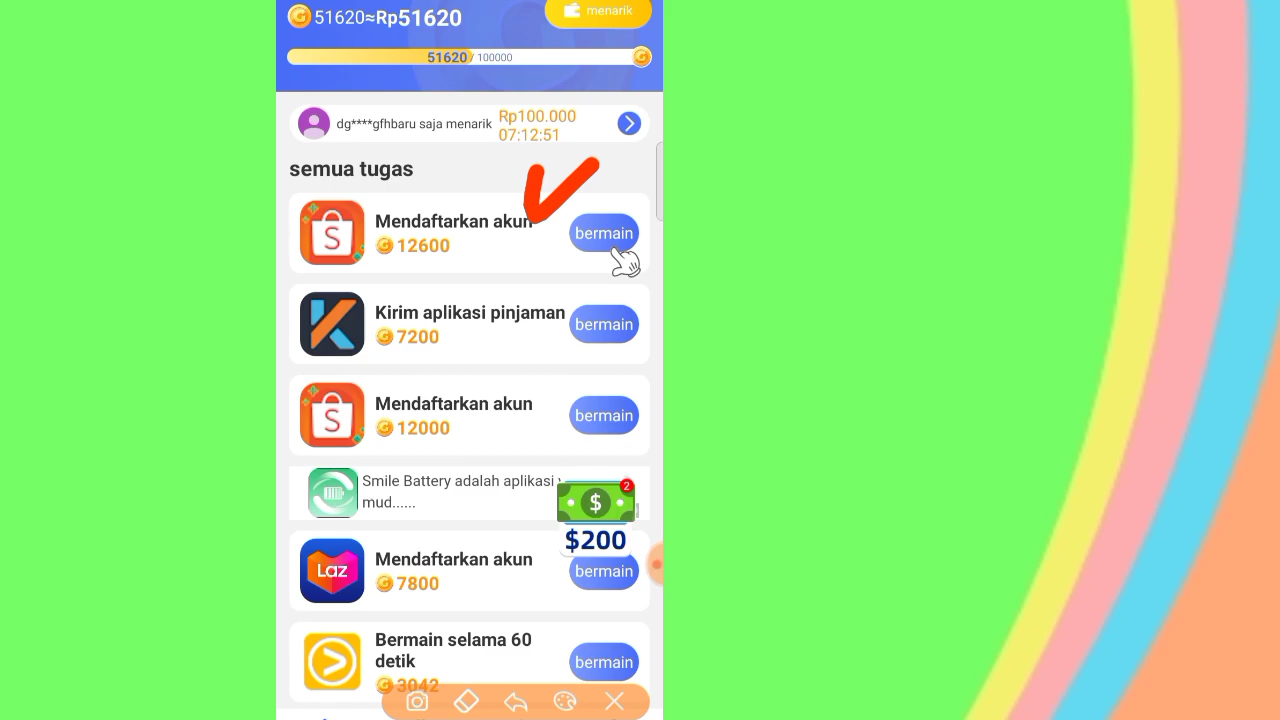 51620≈Rp51620
menarik
51620 / 100000
dg****gfhbaru saja menarik
Rp100.000
07:12:51
semua tugas
Mendaftarkan akun
12600
bermain
Kirim aplikasi pinjaman
7200
bermain
Mendaftarkan akun
12000
bermain
Smile Battery adalah aplikasi
mud......
2
$
$200
Laz
Mendaftarkan akun
7800
bermain
Bermain selama 60
detik
3042
bermain